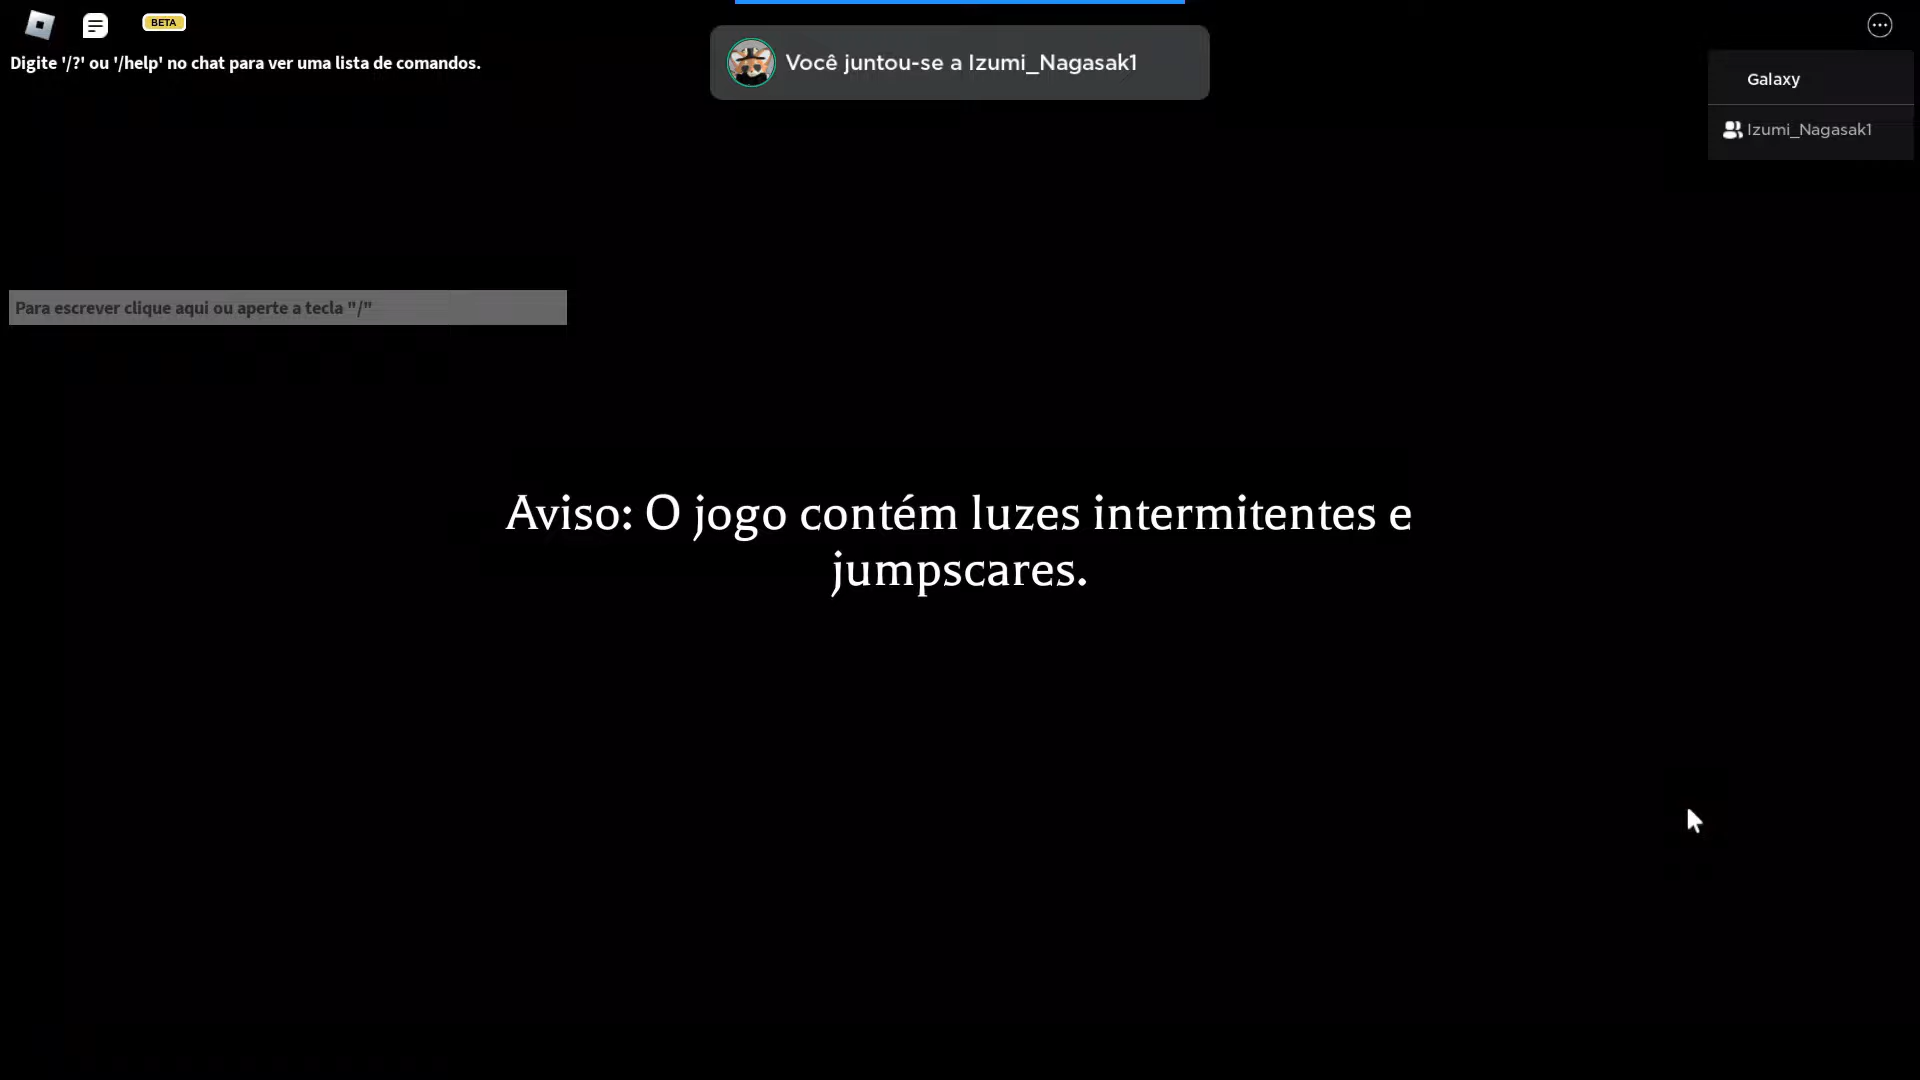 BETA
Digite '/?' ou '/help' no chat para ver uma lista de comandos.
Você juntou-se a Izumi_Nagasak1
Galaxy
Izumi_Nagasak1
Para escrever clique aqui ou aperte a tecla "/"
Aviso: O jogo contém luzes intermitentes e
jumpscares.